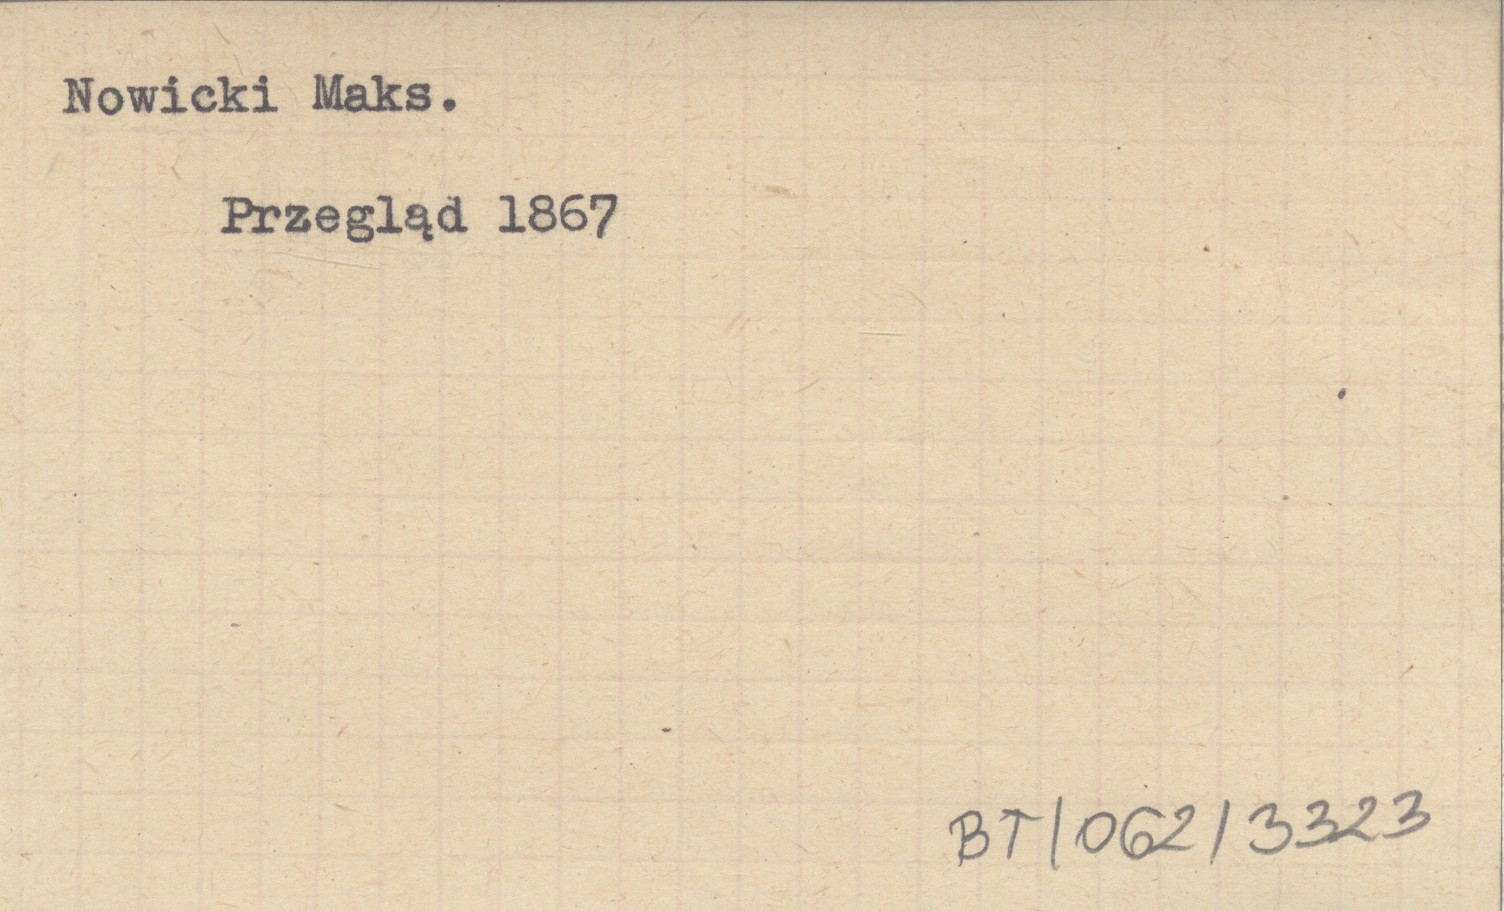 Nowicki Maks.
Przegląd 1867
BT/062/3323